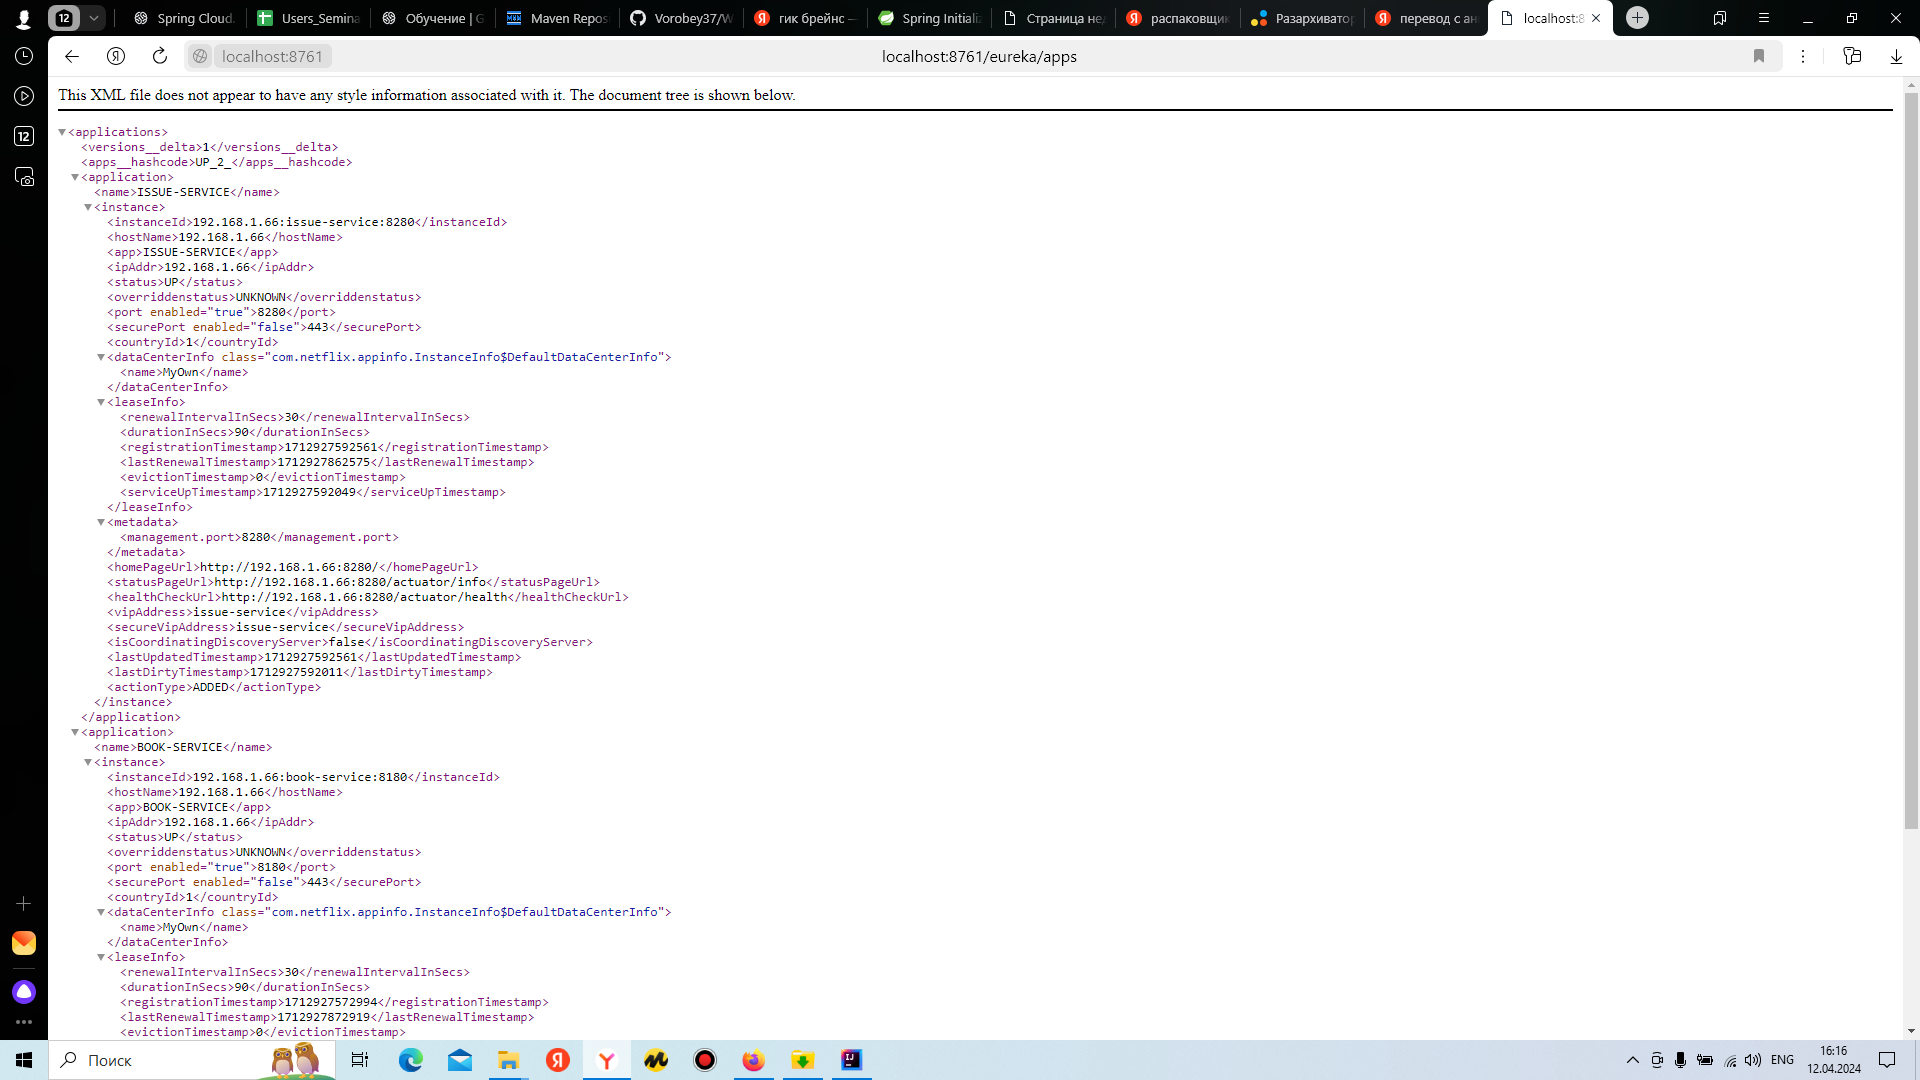 12
Spring Cloud.
Users_Semina
Обучение | G
Maven Repos
Vorobey37/W
гик брейнс —
Spring Initiali
Страница нед
распаковщик
Разархиватор
перевод с ан
localhost:8
localhost:8761
localhost:8761/eureka/apps
12
This XML file does not appear to have any style information associated with it. The document tree is shown below.
<applications>
<versions__delta>1</versions__delta>
<apps__hashcode>UP_2_</apps__hashcode>
<application>
<name>ISSUE-SERVICE</name>
<instance>
<instanceId>192.168.1.66:issue-service:8280</instanceId>
<hostName>192.168.1.66</hostName>
<app>ISSUE-SERVICE</app>
<ipAddr>192.168.1.66</ipAddr>
<status>UP</status>
<overriddenstatus>UNKNOWN</overriddenstatus>
<port enabled="true">8280</port>
<securePort enabled="false">443</securePort>
<countryId>1</countryId>
<dataCenterInfo class="com.netflix.appinfo.InstanceInfo$DefaultDataCenterInfo">
<name>MyOwn</name>
</dataCenterInfo>
<leaseInfo>
<renewalIntervalInSecs>30</renewalIntervalInSecs>
<durationInSecs>90</durationInSecs>
<registrationTimestamp>1712927592561</registrationTimestamp>
<lastRenewalTimestamp>1712927862575</lastRenewalTimestamp>
<evictionTimestamp>0</evictionTimestamp>
<serviceUpTimestamp>1712927592049</serviceUpTimestamp>
</leaseInfo>
<metadata>
<management.port>8280</management.port>
</metadata>
<homePageUrl>http://192.168.1.66:8280/</homePageUrl>
<statusPageUrl>http://192.168.1.66:8280/actuator/info</statusPageUrl>
<healthCheckUrl>http://192.168.1.66:8280/actuator/health</healthCheckUrl>
<vipAddress>issue-service</vipAddress>
<secureVipAddress>issue-service</secureVipAddress>
<isCoordinatingDiscoveryServer>false</isCoordinatingDiscoveryServer>
<lastUpdatedTimestamp>1712927592561</lastUpdatedTimestamp>
<lastDirtyTimestamp>1712927592011</lastDirtyTimestamp>
<actionType>ADDED</actionType>
</instance>
</application>
<application>
<name>BOOK-SERVICE</name>
<instance>
<instanceId>192.168.1.66:book-service:8180</instanceId>
<hostName>192.168.1.66</hostName>
<app>BOOK-SERVICE</app>
<ipAddr>192.168.1.66</ipAddr>
<status>UP</status>
<overriddenstatus>UNKNOWN</overriddenstatus>
<port enabled="true">8180</port>
<securePort enabled="false">443</securePort>
<countryId>1</countryId>
<dataCenterInfo class="com.netflix.appinfo.InstanceInfo$DefaultDataCenterInfo">
<name>MyOwn</name>
</dataCenterInfo>
<leaseInfo>
<renewalIntervalInSecs>30</renewalIntervalInSecs>
<durationInSecs>90</durationInSecs>
<registrationTimestamp>1712927572994</registrationTimestamp>
<lastRenewalTimestamp>1712927872919</lastRenewalTimestamp>
<evictionTimestamp>0</evictionTimestamp>
Поиск
ENG
16:16
12.04.2024